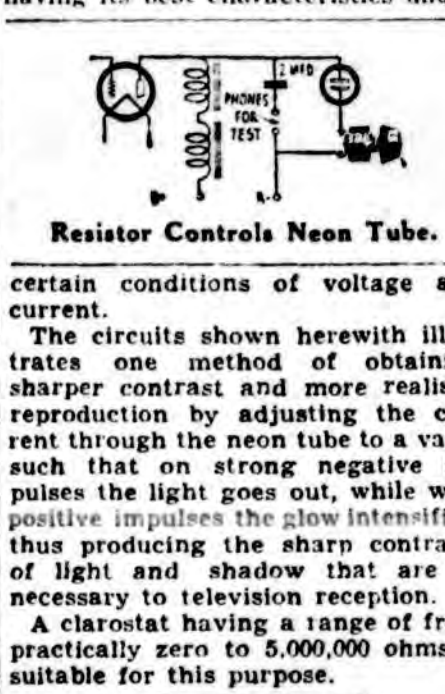 having its best characteristics
2 MFD
PHONES
FOR
TEST
B-
Resistor Controls Neon Tube.
certain conditions of voltage a
current.
The circuits shown herewith ill
trates one method of obtain
sharper contrast and more realis
reproduction by adjusting the c
rent through the neon tube to a va
such that on strong negative
pulses the light goes out, while w
positive impulses the glow intensifi
thus producing the sharp contra
of light and shadow that are
necessary to television reception.
A clarostat having a range of fr
practically zero to 5,000,000 ohms
suitable for this purpose.